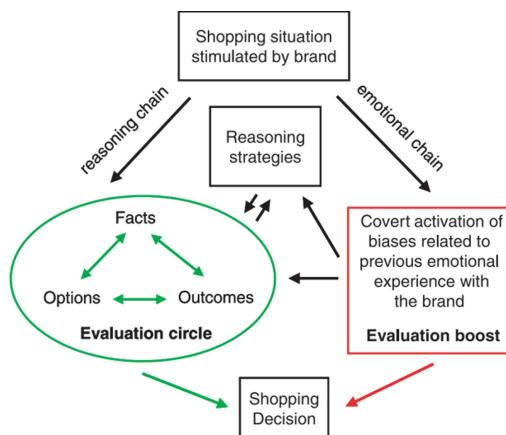 Shopping situation
stimulated by brand
reasoning chain
emotional chain
Reasoning
strategies
Facts
Options
Outcomes
Evaluation circle
Covert activation of
biases related to
previous emotional
experience with
the brand
Evaluation boost
Shopping
Decision